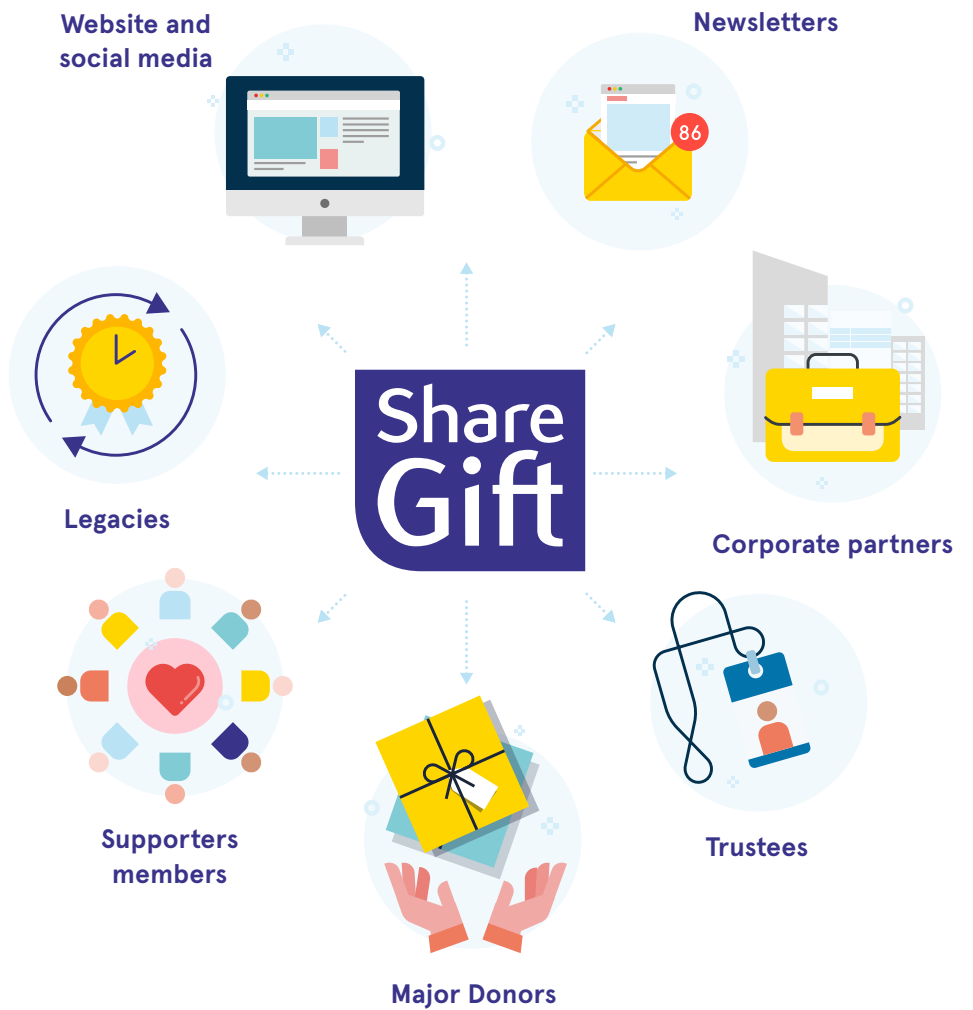 Website and
social media
Newsletters
86
Share
Gift
Legacies
Corporate partners
Supporters
members
Trustees
Major Donors